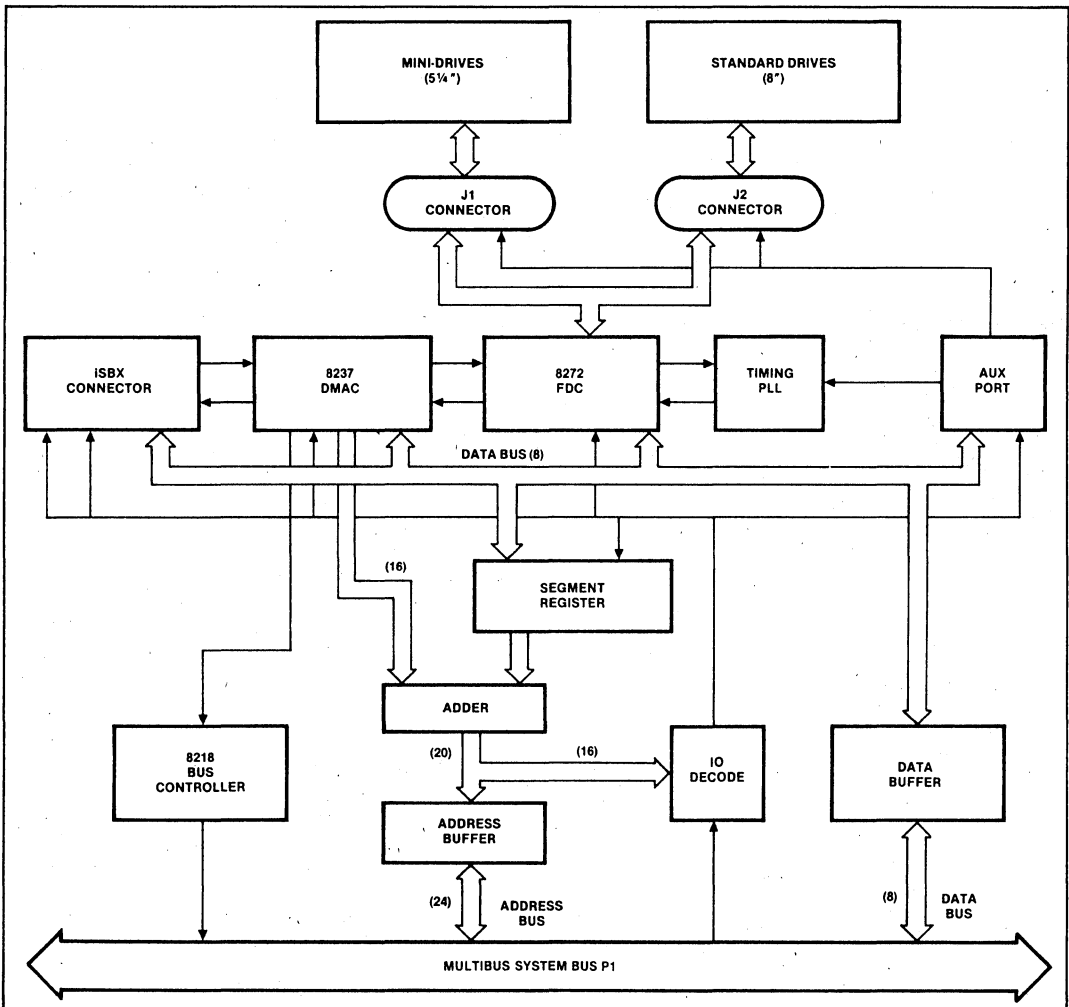 MINI-DRIVES
(5¼")
STANDARD DRIVES
(8")
J1
CONNECTOR
J2
CONNECTOR
iSBX
CONNECTOR
8237
DMAC
8272
FDC
TIMING
PLL
AUX
PORT
DATA BUS (8)
(16)
SEGMENT
REGISTER
ADDER
8218
BUS
CONTROLLER
(20)
(16)
IO
DECODE
DATA
BUFFER
ADDRESS
BUFFER
(24)
ADDRESS
BUS
(8)
DATA
BUS
MULTIBUS SYSTEM BUS P1